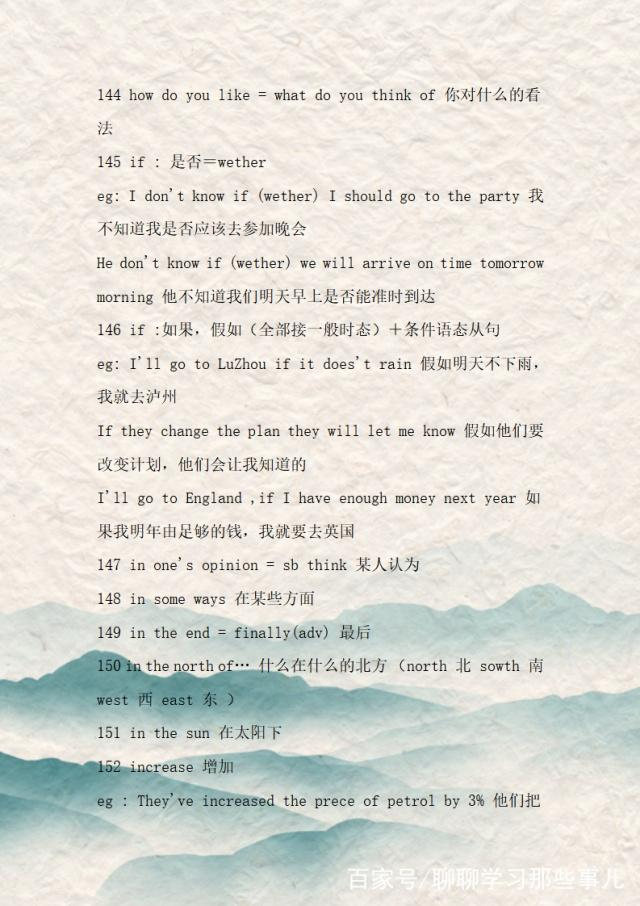 144 how do you like = what do you think of 你对什么的看
法
145 if : 是否＝wether
eg: I don't know if (wether) I should go to the party 我
不知道我是否应该去参加晚会
He don't know if (wether) we will arrive on time tomorrow
morning 他不知道我们明天早上是否能准时到达
146 if :如果，假如（全部接一般时态）＋条件语态从句
eg: I'll go to LuZhou if it does't rain 假如明天不下雨，
我就去泸州
If they change the plan they will let me know 假如他们要
改变计划，他们会让我知道的
I'll go to England ,if I have enough money next year 如
果我明年由足够的钱，我就要去英国
147 in one's opinion = sb think 某人认为
148 in some ways 在某些方面
149 in the end = finally(adv) 最后
150 in the north of… 什么在什么的北方（north 北 sowth 南
west 西 east 东 ）
151 in the sun 在太阳下
152 increase 增加
eg : They've increased the prece of petrol by 3% 他们把
百家号/聊聊学习那些事儿